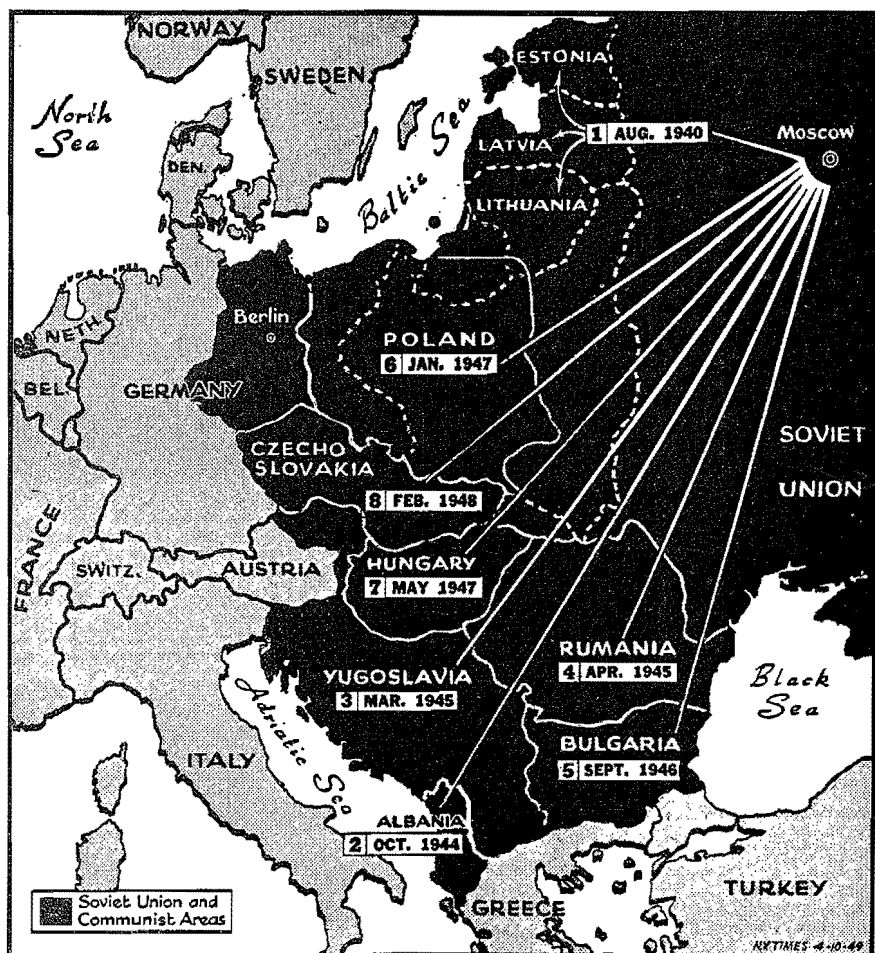 NORWAY
SWEDEN
ESTONIA
North
Sea
Baltic Sea
LATVIA
1 AUG. 1940
Moscow
DEN.
LITHUANIA
Berlin
NETH.
POLAND
6 JAN. 1947
BEL.
GERMANY
SOVIET
UNION
CZECHO
SLOVAKIA
8 FEB. 1948
FRANCE
SWITZ.
AUSTRIA
HUNGARY
7 MAY 1947
YUGOSLAVIA
3 MAR. 1945
RUMANIA
4 APR. 1945
Black
Sea
Adriatic Sea
ITALY
BULGARIA
5 SEPT. 1946
ALBANIA
2 OCT. 1944
Soviet Union and
Communist Areas
GREECE
TURKEY
NYTIMES 4-10-49